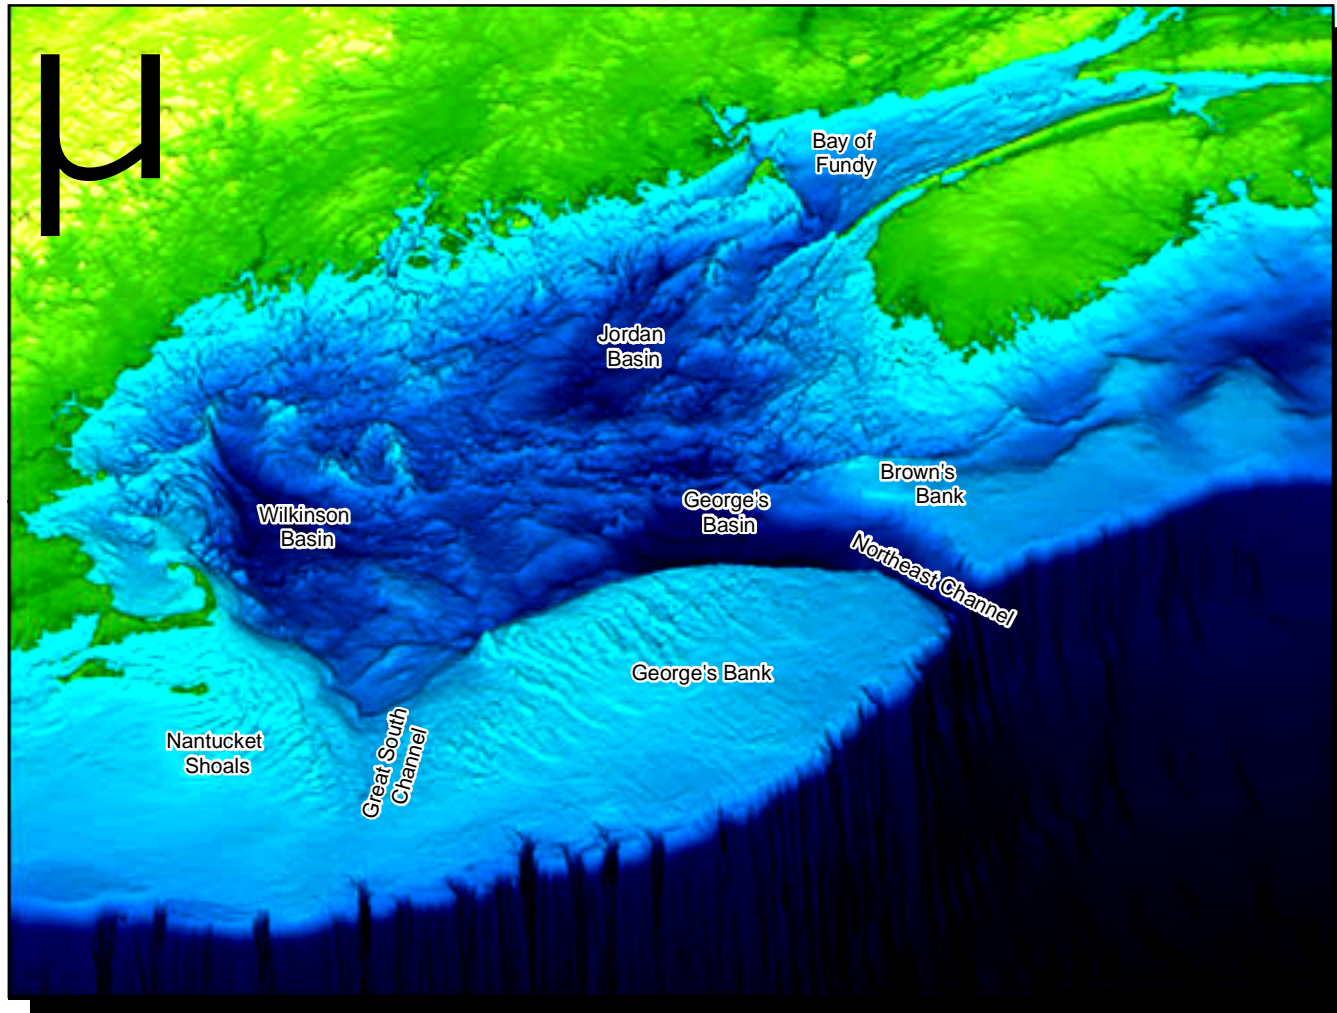 µ
Bay of
Fundy
Jordan
Basin
Brown's
Bank
George's
Basin
Wilkinson
Basin
Northeast Channel
George's Bank
Nantucket
Shoals
Great South
Channel